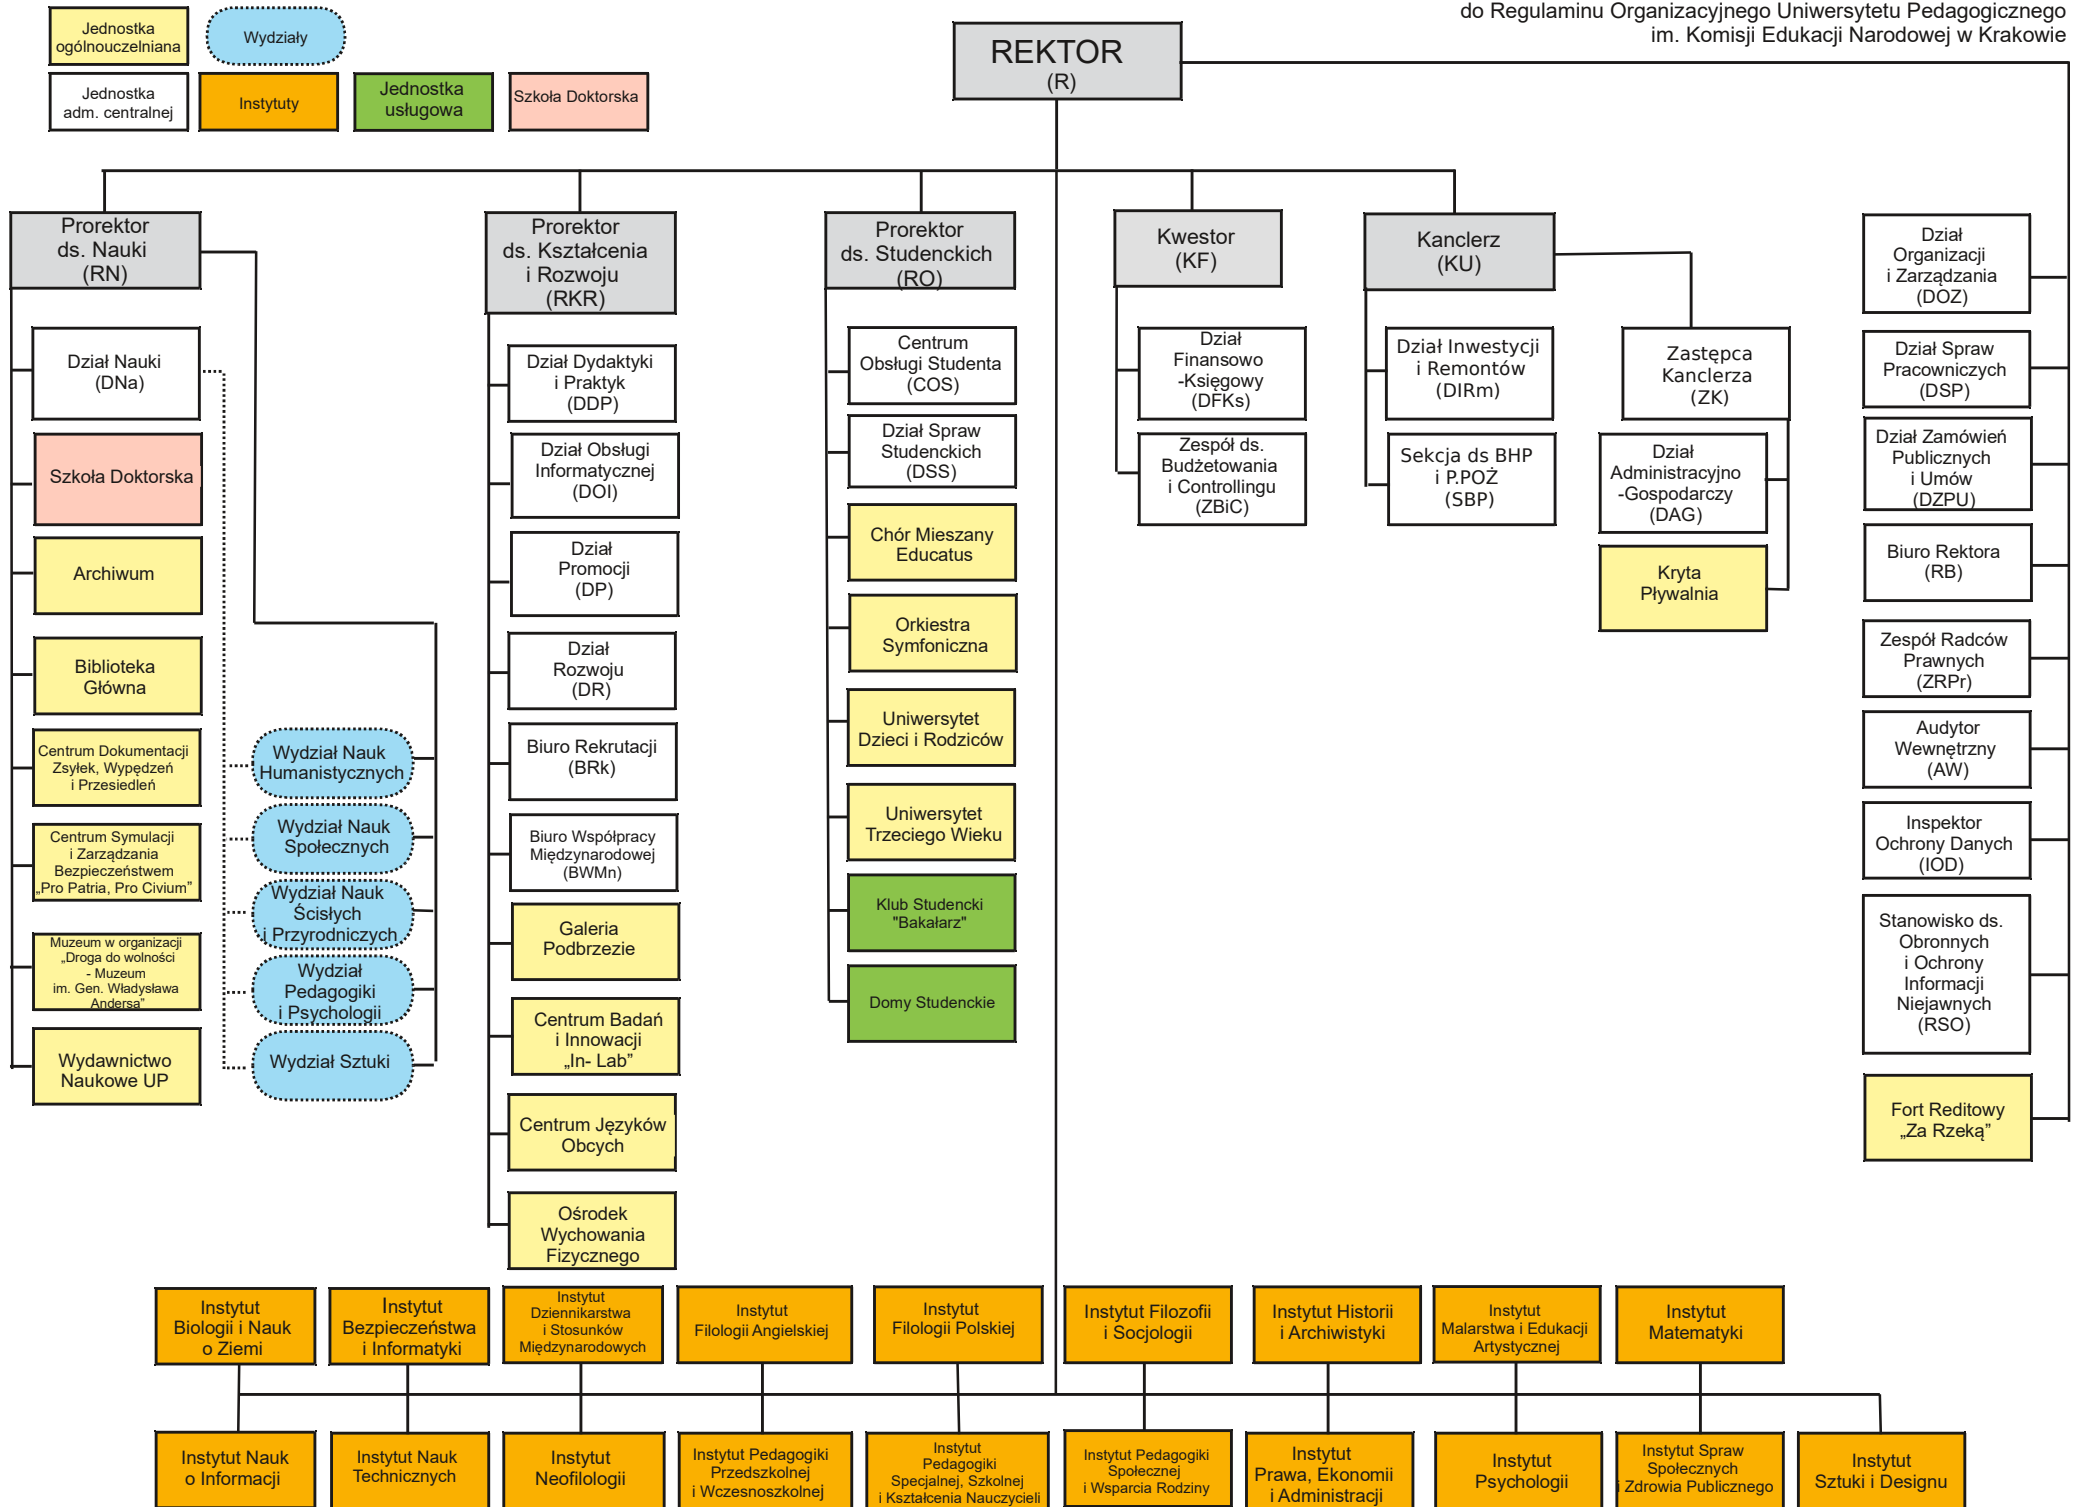 do Regulaminu Organizacyjnego Uniwersytetu Pedagogicznego
im. Komisji Edukacji Narodowej w Krakowie
Jednostka
ogólnouczelniana
Wydziały
Jednostka
adm. centralnej
Instytuty
Jednostka
usługowa
Szkoła Doktorska
REKTOR
(R)
Prorektor
ds. Nauki
(RN)
Dział Nauki
(DNa)
Szkoła Doktorska
Archiwum
Biblioteka
Główna
Centrum Dokumentacji
Zsyłek, Wypędzeń
i Przesiedleń
Centrum Symulacji
i Zarządzania
Bezpieczeństwem
„Pro Patria, Pro Civium”
Muzeum w organizacji
„Droga do wolności
- Muzeum
im. Gen. Władysława
Andersa”
Wydawnictwo
Naukowe UP
Wydział Nauk
Humanistycznych
Wydział Nauk
Społecznych
Wydział Nauk
Ścisłych
i Przyrodniczych
Wydział
Pedagogiki
i Psychologii
Wydział Sztuki
Prorektor
ds. Kształcenia
i Rozwoju
(RKR)
Dział Dydaktyki
i Praktyk
(DDP)
Dział Obsługi
Informatycznej
(DOI)
Dział
Promocji
(DP)
Dział
Rozwoju
(DR)
Biuro Rekrutacji
(BRk)
Biuro Współpracy
Międzynarodowej
(BWMn)
Galeria
Podbrzezie
Centrum Badań
i Innowacji
„In- Lab”
Centrum Języków
Obcych
Ośrodek
Wychowania
Fizycznego
Prorektor
ds. Studenckich
(RO)
Centrum
Obsługi Studenta
(COS)
Dział Spraw
Studenckich
(DSS)
Chór Mieszany
Educatus
Orkiestra
Symfoniczna
Uniwersytet
Dzieci i Rodziców
Uniwersytet
Trzeciego Wieku
Klub Studencki
"Bakałarz"
Domy Studenckie
Kwestor
(KF)
Dział
Finansowo
-Księgowy
(DFKs)
Zespół ds.
Budżetowania
i Controllingu
(ZBiC)
Kanclerz
(KU)
Dział Inwestycji
i Remontów
(DIRm)
Sekcja ds BHP
i P.POŻ
(SBP)
Zastępca
Kanclerza
(ZK)
Dział
Administracyjno
-Gospodarczy
(DAG)
Kryta
Pływalnia
Dział
Organizacji
i Zarządzania
(DOZ)
Dział Spraw
Pracowniczych
(DSP)
Dział Zamówień
Publicznych
i Umów
(DZPU)
Biuro Rektora
(RB)
Zespół Radców
Prawnych
(ZRPr)
Audytor
Wewnętrzny
(AW)
Inspektor
Ochrony Danych
(IOD)
Stanowisko ds.
Obronnych
i Ochrony
Informacji
Niejawnych
(RSO)
Fort Reditowy
„Za Rzeką”
Instytut
Biologii i Nauk
o Ziemi
Instytut
Bezpieczeństwa
i Informatyki
Instytut
Dziennikarstwa
i Stosunków
Międzynarodowych
Instytut
Filologii Angielskiej
Instytut
Filologii Polskiej
Instytut Filozofii
i Socjologii
Instytut Historii
i Archiwistyki
Instytut
Malarstwa i Edukacji
Artystycznej
Instytut
Matematyki
Instytut Nauk
o Informacji
Instytut Nauk
Technicznych
Instytut
Neofilologii
Instytut Pedagogiki
Przedszkolnej
i Wczesnoszkolnej
Instytut
Pedagogiki
Specjalnej, Szkolnej
i Kształcenia Nauczycieli
Instytut Pedagogiki
Społecznej
i Wsparcia Rodziny
Instytut
Prawa, Ekonomii
i Administracji
Instytut
Psychologii
Instytut Spraw
Społecznych
i Zdrowia Publicznego
Instytut
Sztuki i Designu